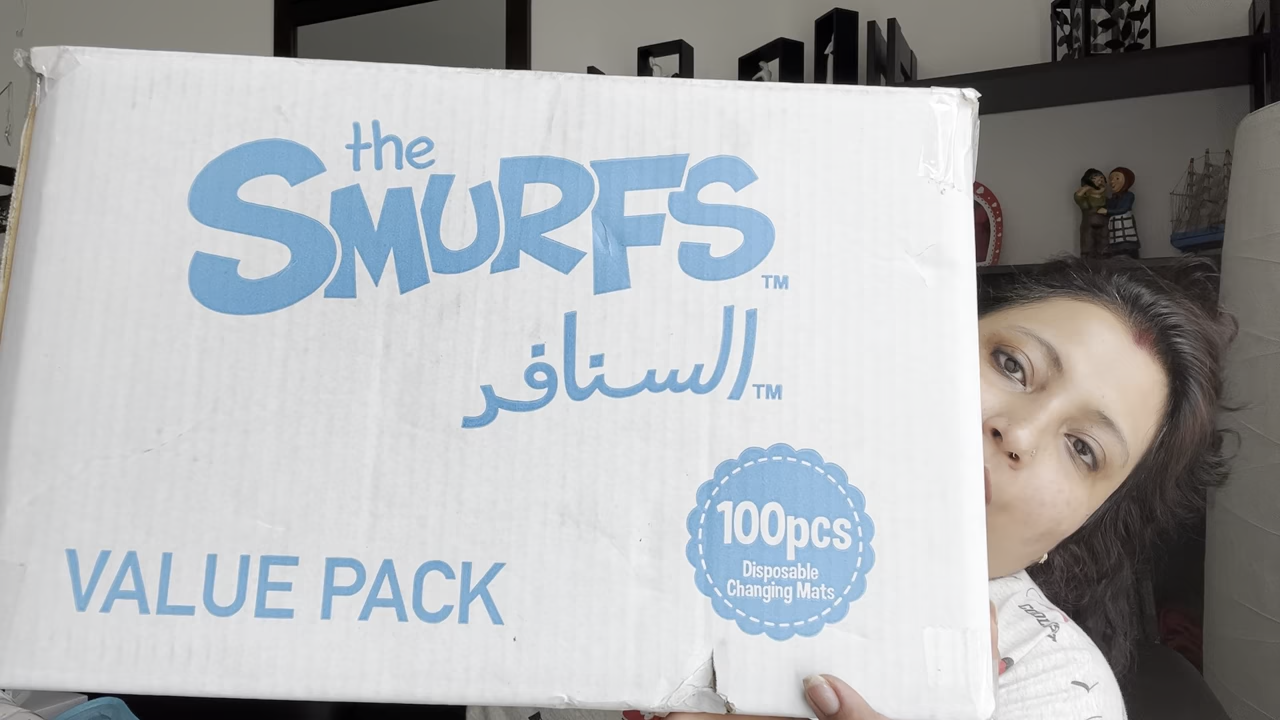 the
SMURFS™
السنافر™
100pcs
Disposable
Changing Mats
VALUE PACK